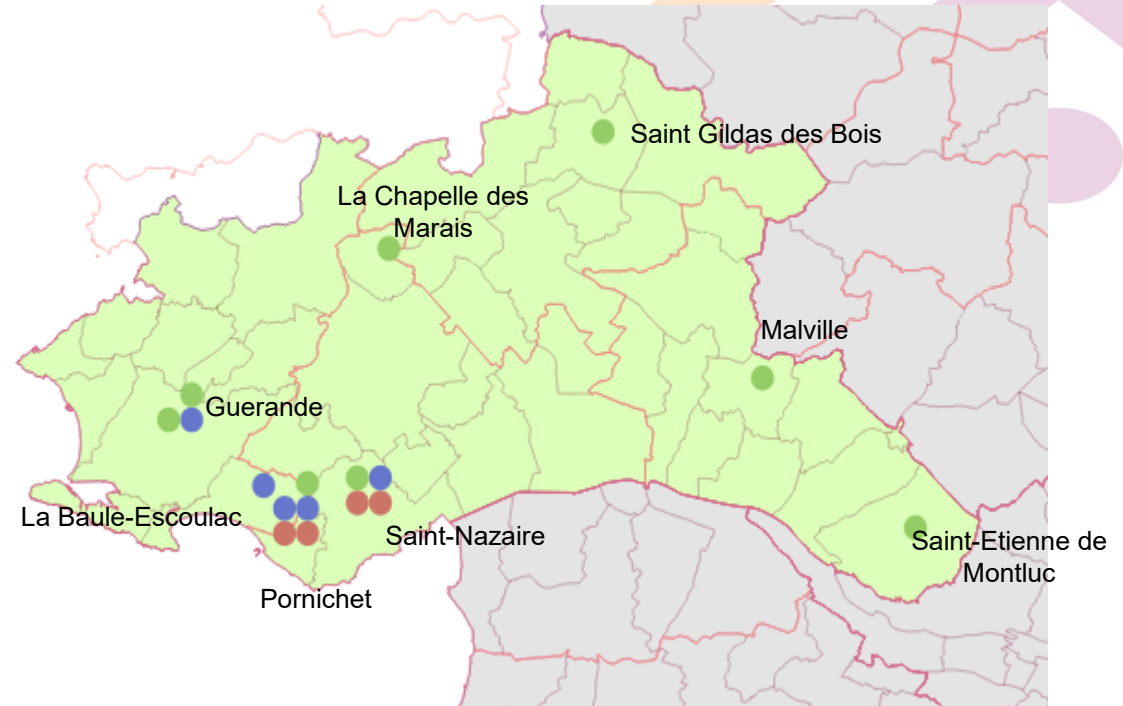 Saint Gildas des Bois
La Chapelle des
Marais
Malville
Guerande
La Baule-Escoulac
Saint-Nazaire
Saint-Etienne de
Montluc
Pornichet